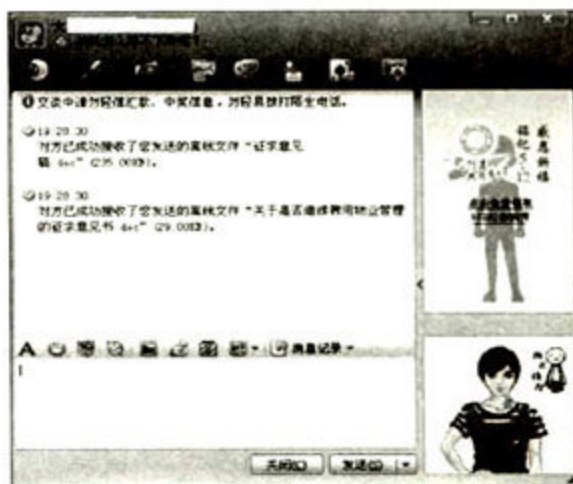 交谈中请勿轻信汇款、中奖信息、勿轻易拨打陌生电话。
19:28:30
对方已成功接收了您发送的离线文件“征求意见
稿.doc”(235.00KB)。
19:28:30
对方已成功接收了您发送的离线文件“关于是否继续聘用物业管理
的征求意见书.doc”(29.00KB)。
A
消息记录
关闭(C)
发送(S)